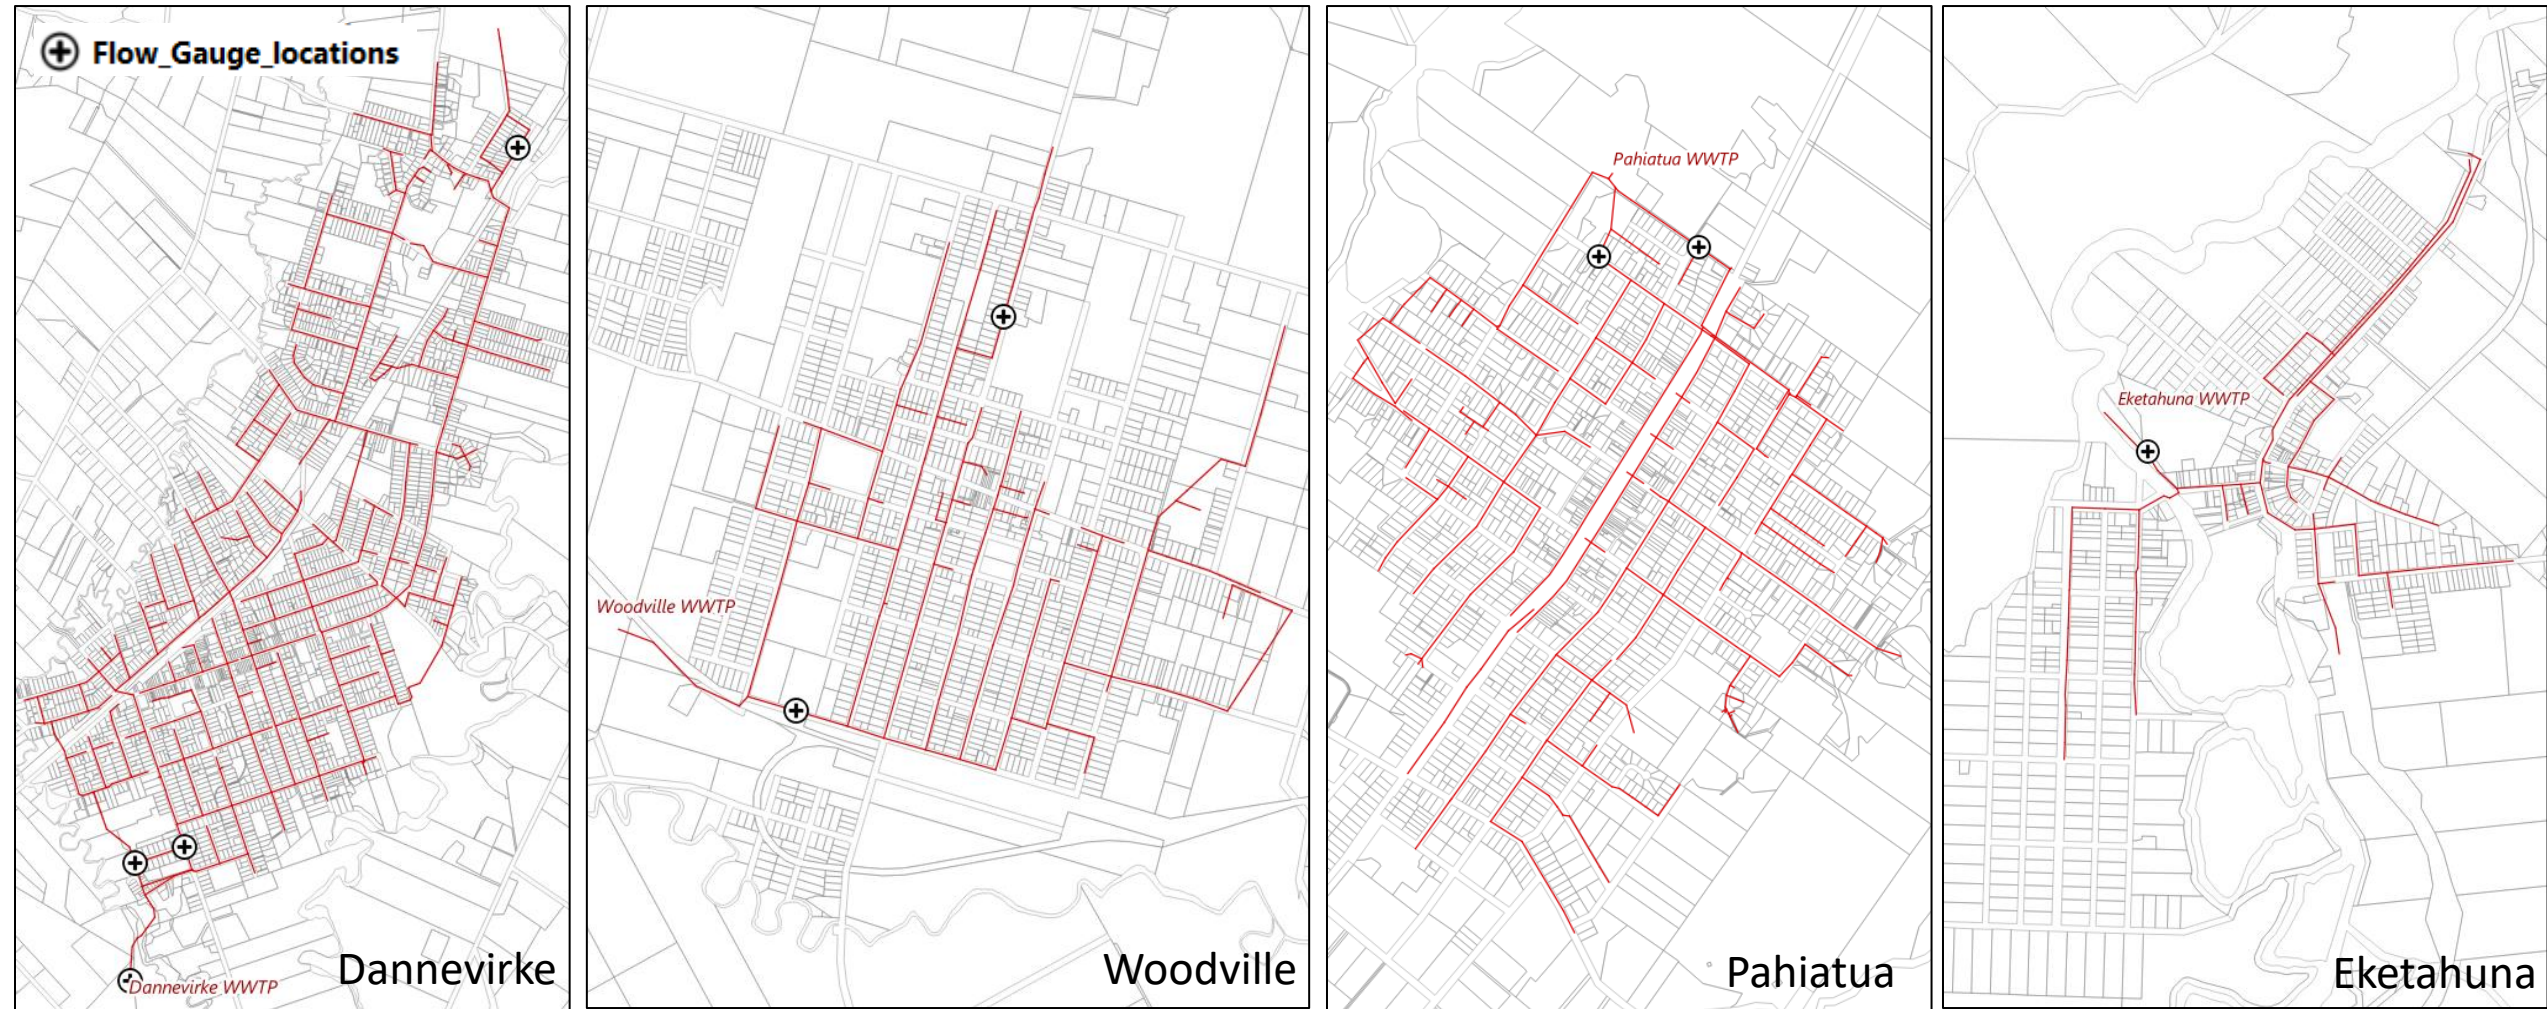 Flow_Gauge_locations
Dannevirke WWTP
Dannevirke
Woodville WWTP
Woodville
Pahiatua WWTP
Pahiatua
Eketahuna WWTP
Eketahuna